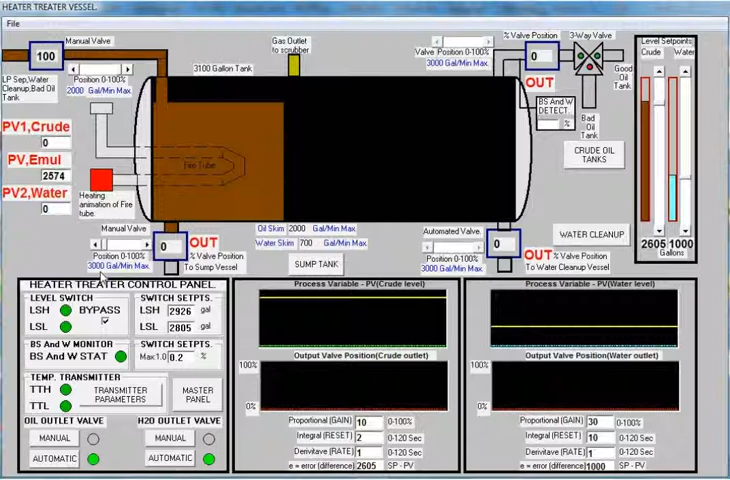 HEATER TREATER VESSEL.
File
Manual Valve
100
Position 0-100%
2000 Gal/Min Max.
LP Sep,Water
Cleanup,Bad Oil
Tank
3100 Gallon Tank
Gas Outlet
to scrubber
Valve Position 0-100%
3000 Gal/Min Max.
% Valve Position
0
OUT
3-Way Valve
Good
Oil
Tank
BS And W
DETECT.
%
Bad
Oil
Tank
CRUDE OIL
TANKS
Level Setpoints
Crude Water
2605 1000
Gallons
PV1,Crude
0
PV,Emul
2574
PV2,Water
0
Fire Tube
Heating
animation of Fire
tube.
Manual Valve
Position 0-100%
3000 Gal/Min Max.
0
OUT
% Valve Position
To Sump Vessel
Oil Skim 2000 Gal/Min Max.
Water Skim 700 Gal/Min Max.
SUMP TANK
Automated Valve.
Position 0-100%
3000 Gal/Min Max.
0
OUT
% Valve Position
To Water Cleanup Vessel
WATER CLEANUP
HEATER TREATER CONTROL PANEL.
LEVEL SWITCH
LSH BYPASS
LSL
SWITCH SETPTS.
LSH 2926 gal
LSL 2805 gal
BS And W MONITOR
BS And W STAT
SWITCH SETPTS.
Max:1.0 0.2 %
TEMP. TRANSMITTER
TTH
TTL
TRANSMITTER
PARAMETERS
MASTER
PANEL
OIL OUTLET VALVE
MANUAL
AUTOMATIC
H20 OUTLET VALVE
MANUAL
AUTOMATIC
Process Variable - PV(Crude level)
Output Valve Position(Crude outlet)
100%
0%
Proportional (GAIN) 10 0-100%
Integral (RESET) 2 0-120 Sec
Derivitave (RATE) 1 0-120 Sec
e = error (difference) 2605 SP - PV
Process Variable - PV(Water level)
Output Valve Position(Water outlet)
100%
0%
Proportional (GAIN) 30 0-100%
Integral (RESET) 10 0-120 Sec
Derivitave (RATE) 1 0-120 Sec
e = error(difference) 1000 SP - PV